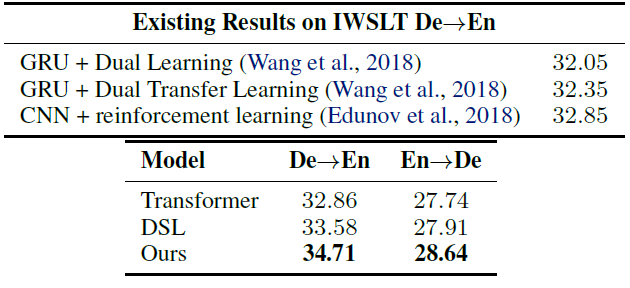 Existing Results on IWSLT De→En
GRU + Dual Learning (Wang et al., 2018) 32.05
GRU + Dual Transfer Learning (Wang et al., 2018) 32.35
CNN + reinforcement learning (Edunov et al., 2018) 32.85
Model De→En En→De
Transformer 32.86 27.74
DSL 33.58 27.91
Ours 34.71 28.64